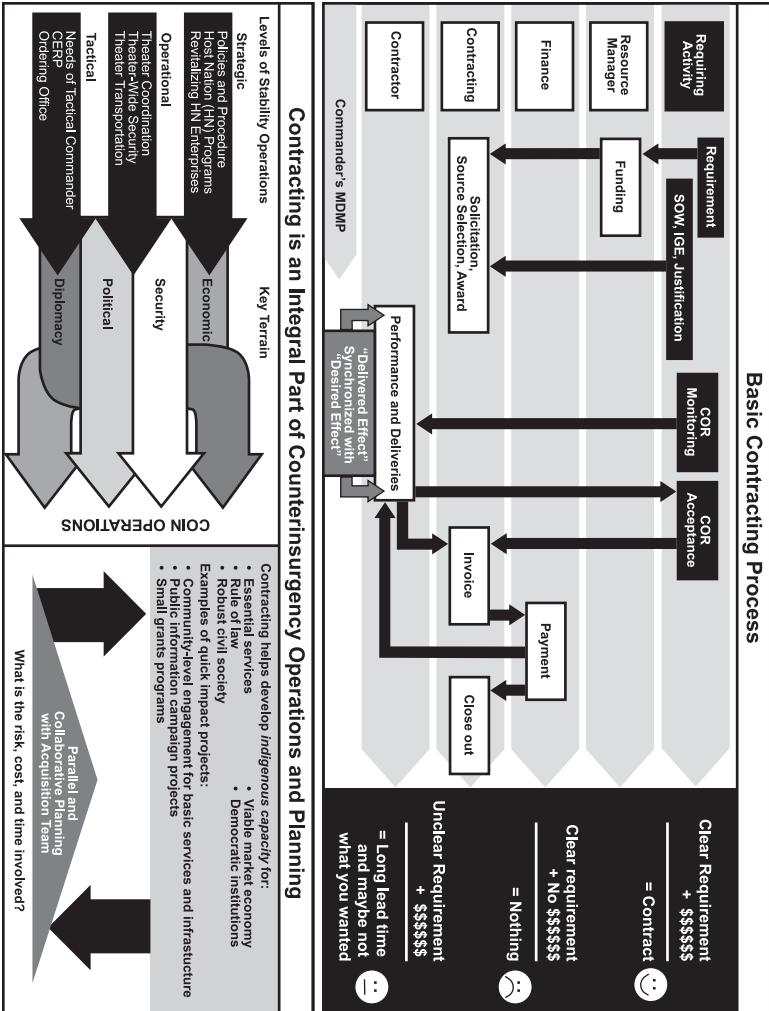 Basic Contracting Process
Requiring
Activity
Resource
Manager
Finance
Contracting
Contractor
Commander's MDMP
Requirement
SOW, IGE, Justification
Funding
Solicitation,
Source Selection, Award
COR
Monitoring
COR
Acceptance
Performance and Deliveries
"Delivered Effect"
Synchronized with
"Desired Effect"
Invoice
Payment
Close out
Clear Requirement
+ $$$$$$$
= Contract
Clear requirement
+ No $$$$$$$
= Nothing
Unclear Requirement
+ $$$$$$$
= Long lead time
and maybe not
what you wanted
Contracting is an Integral Part of Counterinsurgency Operations and Planning
Levels of Stability Operations
Key Terrain
Strategic
Policies and Procedure
Host Nation (HN) Programs
Revitalizing HN Enterprises
Operational
Theater Coordination
Theater-Wide Security
Theater Transportation
Tactical
Needs of Tactical Commander
CERP
Ordering Office
Economic
Security
Political
Diplomacy
COIN OPERATIONS
Contracting helps develop indigenous capacity for:
• Essential services
• Viable market economy
• Rule of law
• Democratic institutions
• Robust civil society
Examples of quick impact projects:
• Community-level engagement for basic services and infrastucture
• Public information campaign projects
• Small grants programs
Parallel and
Collaborative Planning
with Acquisition Team
What is the risk, cost, and time involved?